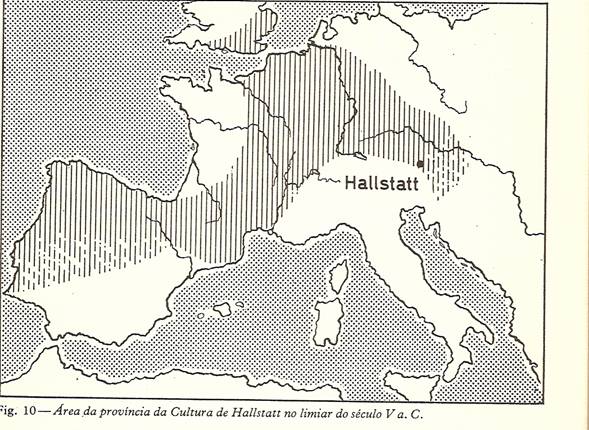 Hallstatt
Fig. 10—Área da província da Cultura de Hallstatt no limiar do século V a. C.